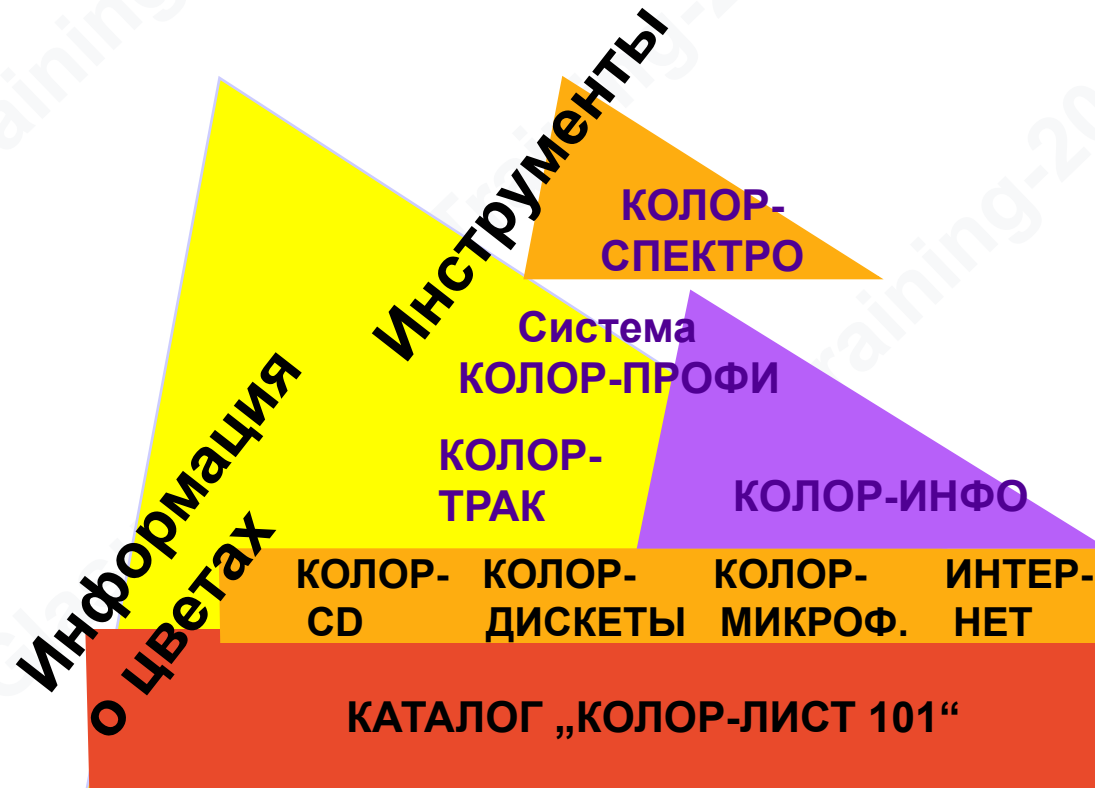 Инструменты
КОЛОР-
СПЕКТРО
Система
КОЛОР-ПРОФИ
КОЛОР-
ТРАК
КОЛОР-ИНФО
Информация
о цветах
КОЛОР-
CD
КОЛОР-
ДИСКЕТЫ
КОЛОР-
МИКРОФ.
ИНТЕР-
НЕТ
КАТАЛОГ „КОЛОР-ЛИСТ 101“